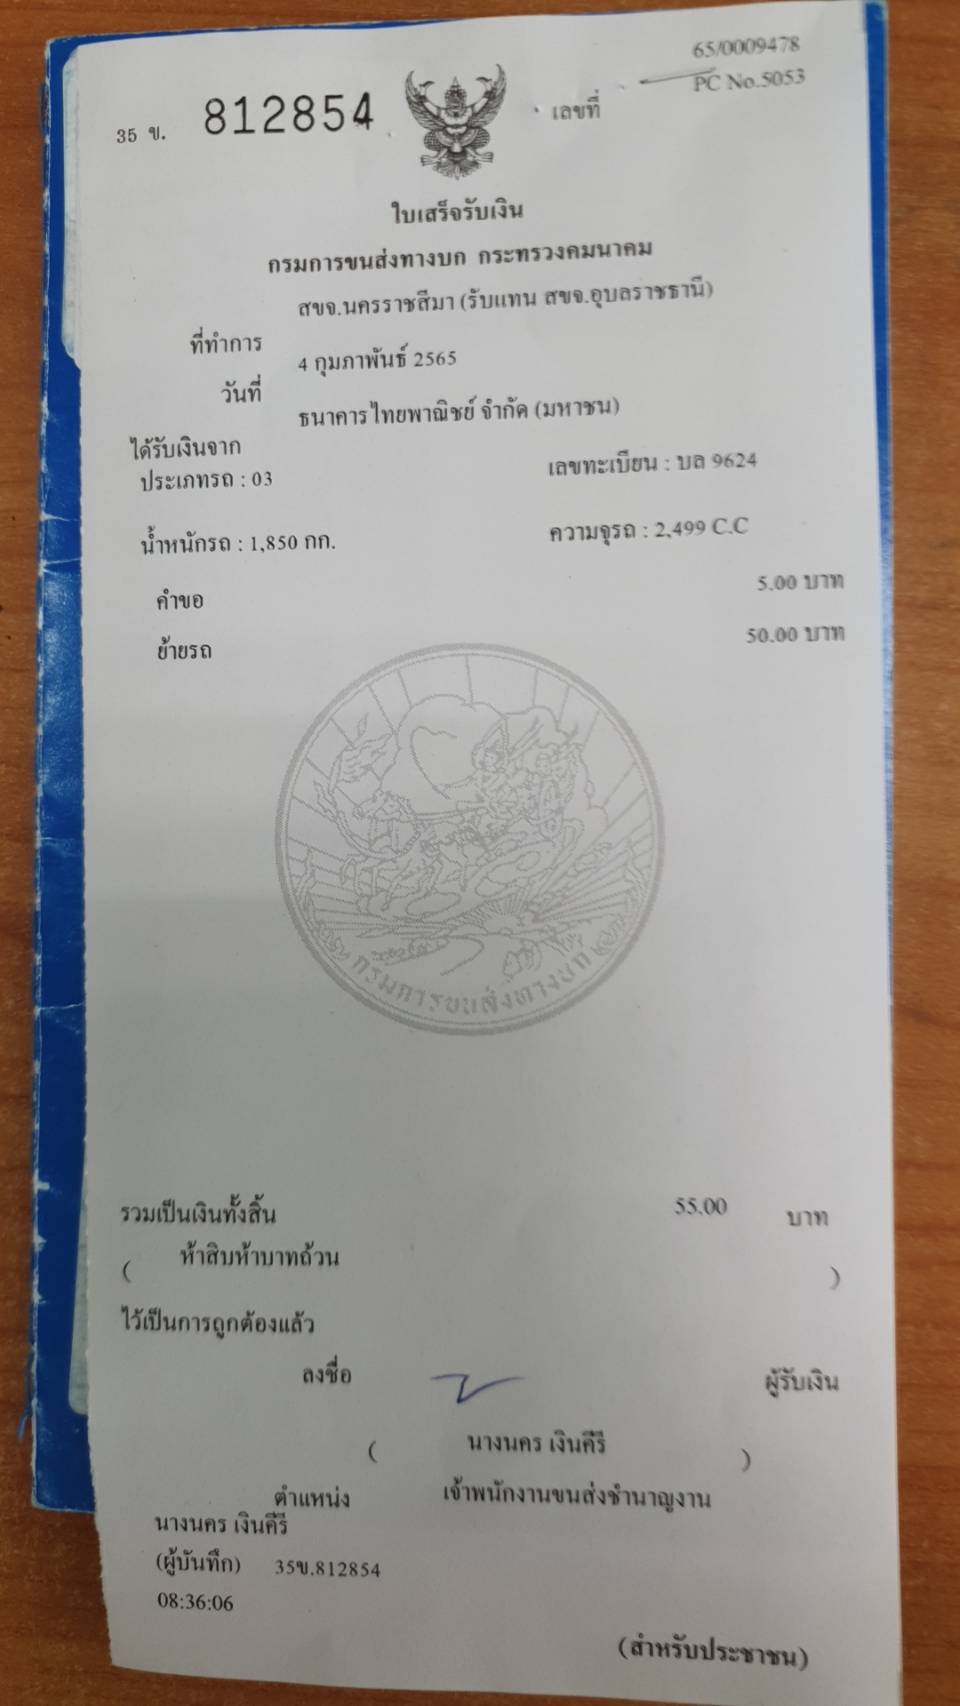 65/0009478
35 ข. 812854 เลขที่ PC No.5053
ใบเสร็จรับเงิน
กรมการขนส่งทางบก กระทรวงคมนาคม
สขจ.นครราชสีมา (รับแทน สขจ.อุบลราชธานี)
ที่ทำการ
4 กุมภาพันธ์ 2565
วันที่
ธนาคารไทยพาณิชย์ จำกัด (มหาชน)
ได้รับเงินจาก
ประเภทรถ : 03 เลขทะเบียน : บล 9624
น้ำหนักรถ : 1,850 กก. ความจุรถ : 2,499 C.C
คำขอ 5.00 บาท
ย้ายรถ 50.00 บาท
กรมการขนส่งทางบก
รวมเป็นเงินทั้งสิ้น 55.00 บาท
( ห้าสิบห้าบาทถ้วน )
ไว้เป็นการถูกต้องแล้ว
ลงชื่อ ผู้รับเงิน
( นางนคร เงินคีรี )
ตำแหน่ง เจ้าพนักงานขนส่งชำนาญงาน
นางนคร เงินคีรี
(ผู้บันทึก) 35ข.812854
08:36:06
(สำหรับประชาชน)